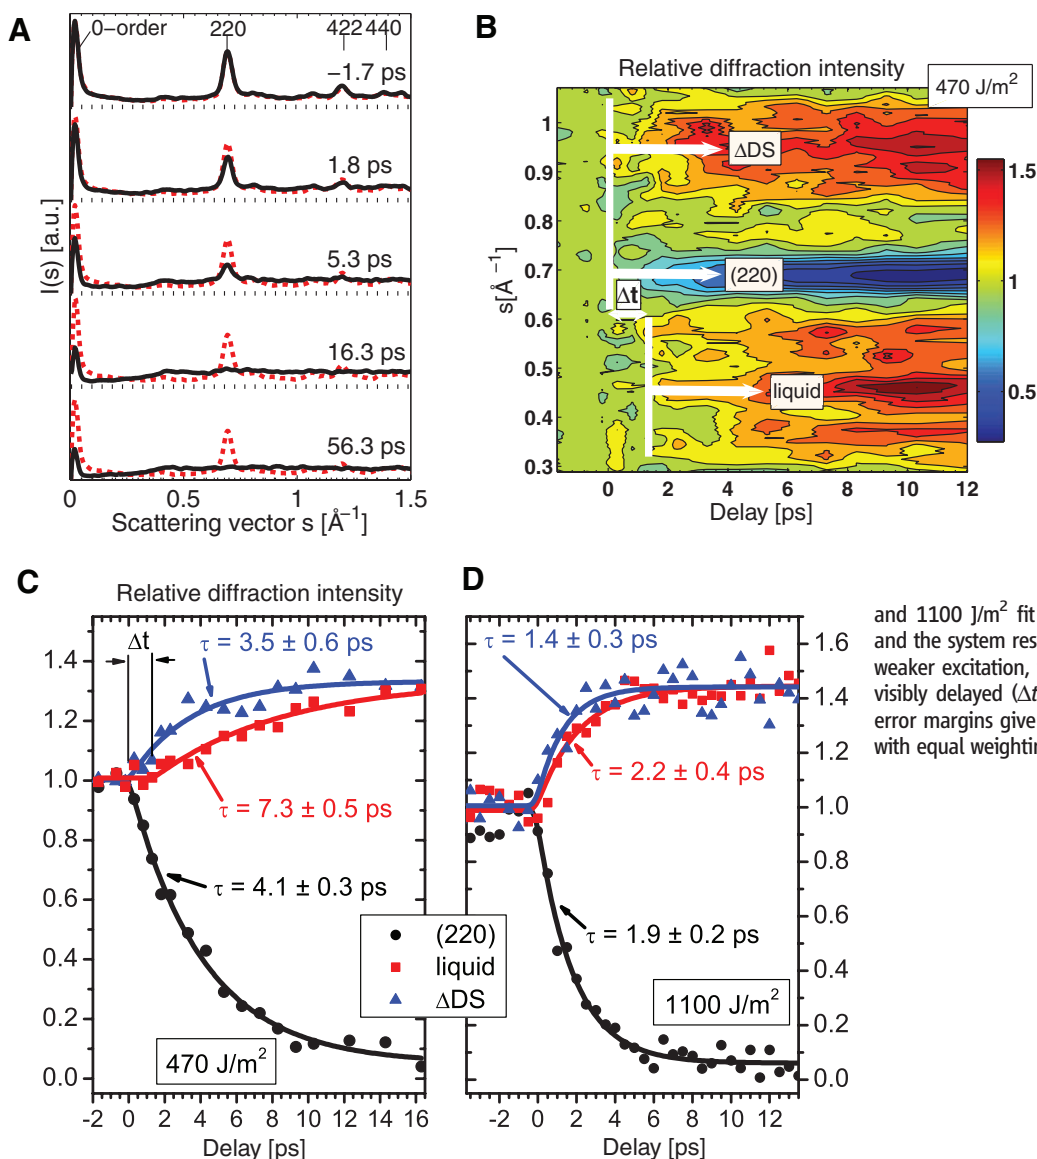 A
0−order
220
422
440
−1.7 ps
1.8 ps
5.3 ps
16.3 ps
56.3 ps
I(s) [a.u.]
0
0.5
1
1.5
Scattering vector s [Å⁻¹]
B
Relative diffraction intensity
470 J/m²
ΔDS
(220)
Δt
liquid
s[Å⁻¹]
1
0.9
0.8
0.7
0.6
0.5
0.4
0.3
0
2
4
6
8
10
12
Delay [ps]
1.5
1
0.5
C
Relative diffraction intensity
Δt
τ = 3.5 ± 0.6 ps
τ = 7.3 ± 0.5 ps
τ = 4.1 ± 0.3 ps
470 J/m²
1.4
1.2
1.0
0.8
0.6
0.4
0.2
0.0
-2 0 2 4 6 8 10 12 14 16
Delay [ps]
(220)
liquid
ΔDS
D
τ = 1.4 ± 0.3 ps
τ = 2.2 ± 0.4 ps
τ = 1.9 ± 0.2 ps
1100 J/m²
1.6
1.4
1.2
1.0
0.8
0.6
0.4
0.2
0.0
-2 0 2 4 6 8 10 12
Delay [ps]
and 1100 J/m² fit
and the system res
weaker excitation,
visibly delayed (Δt
error margins give
with equal weightin